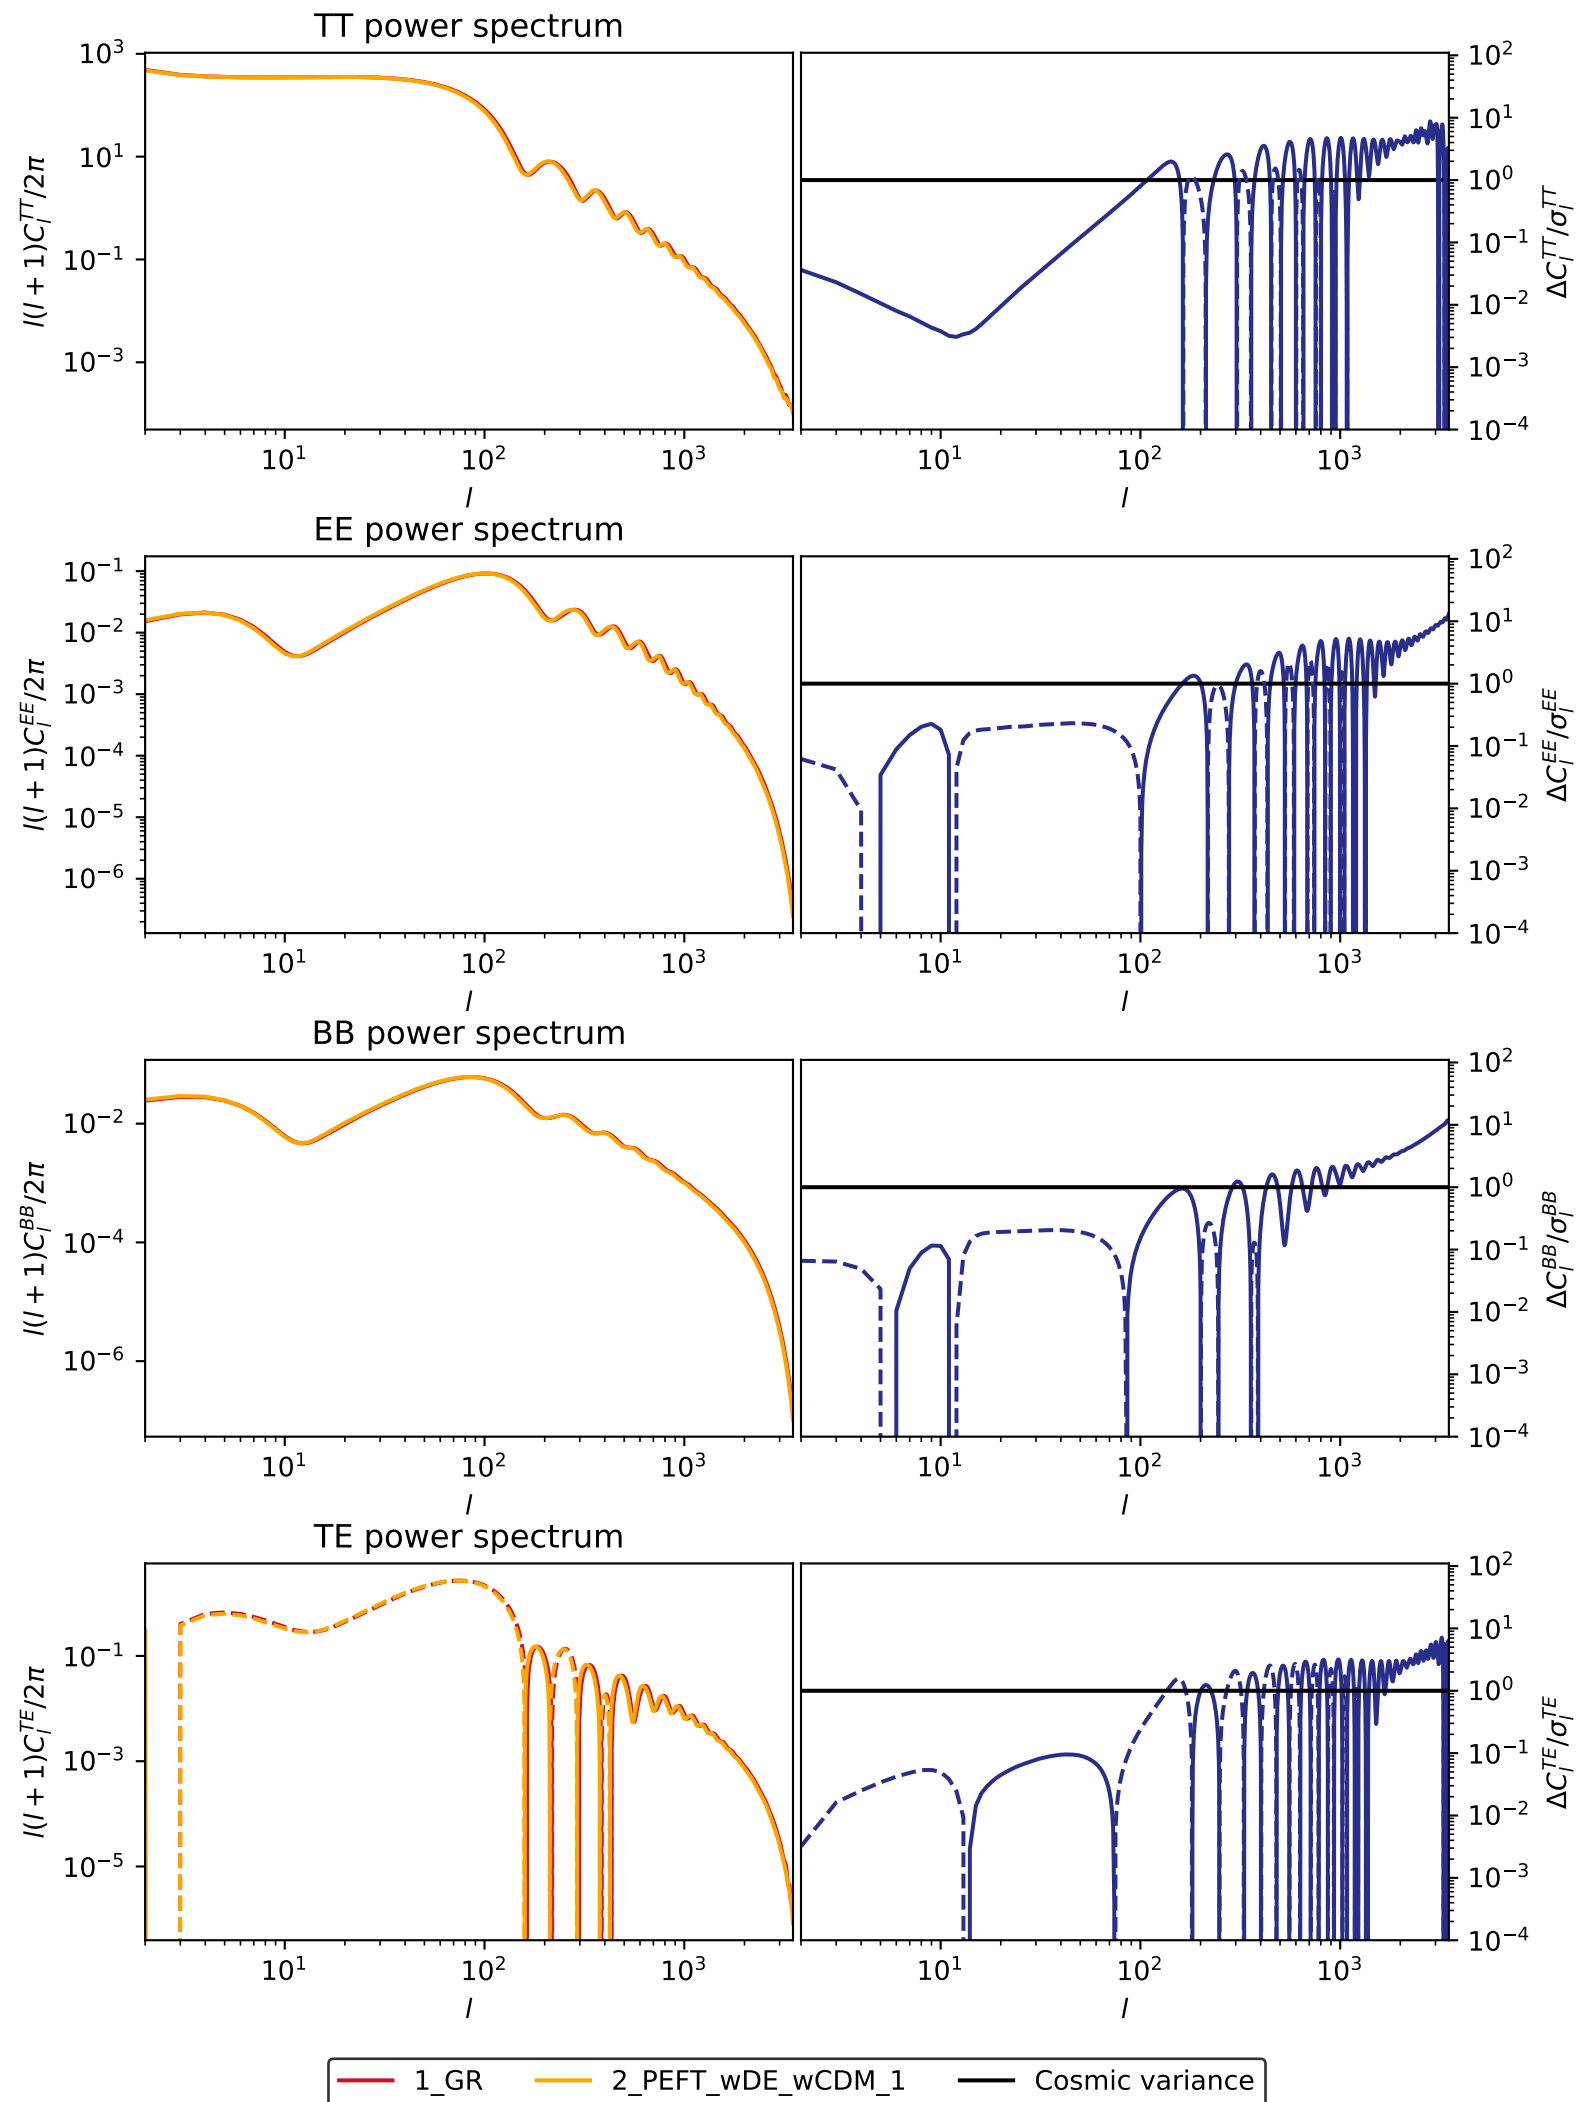 TT power spectrum
l(l + 1)C_l^{TT}/2π
10^3
10^1
10^{-1}
10^{-3}
10^1 10^2 10^3
l
10^2
10^1
10^0
10^{-1}
10^{-2}
10^{-3}
10^{-4}
ΔC_l^{TT}/σ_l^{TT}
10^1 10^2 10^3
l
EE power spectrum
l(l + 1)C_l^{EE}/2π
10^{-1}
10^{-2}
10^{-3}
10^{-4}
10^{-5}
10^{-6}
10^1 10^2 10^3
l
10^2
10^1
10^0
10^{-1}
10^{-2}
10^{-3}
10^{-4}
ΔC_l^{EE}/σ_l^{EE}
10^1 10^2 10^3
l
BB power spectrum
l(l + 1)C_l^{BB}/2π
10^{-2}
10^{-4}
10^{-6}
10^1 10^2 10^3
l
10^2
10^1
10^0
10^{-1}
10^{-2}
10^{-3}
10^{-4}
ΔC_l^{BB}/σ_l^{BB}
10^1 10^2 10^3
l
TE power spectrum
l(l + 1)C_l^{TE}/2π
10^{-1}
10^{-3}
10^{-5}
10^1 10^2 10^3
l
10^2
10^1
10^0
10^{-1}
10^{-2}
10^{-3}
10^{-4}
ΔC_l^{TE}/σ_l^{TE}
10^1 10^2 10^3
l
1_GR 2_PEFT_wDE_wCDM_1 Cosmic variance